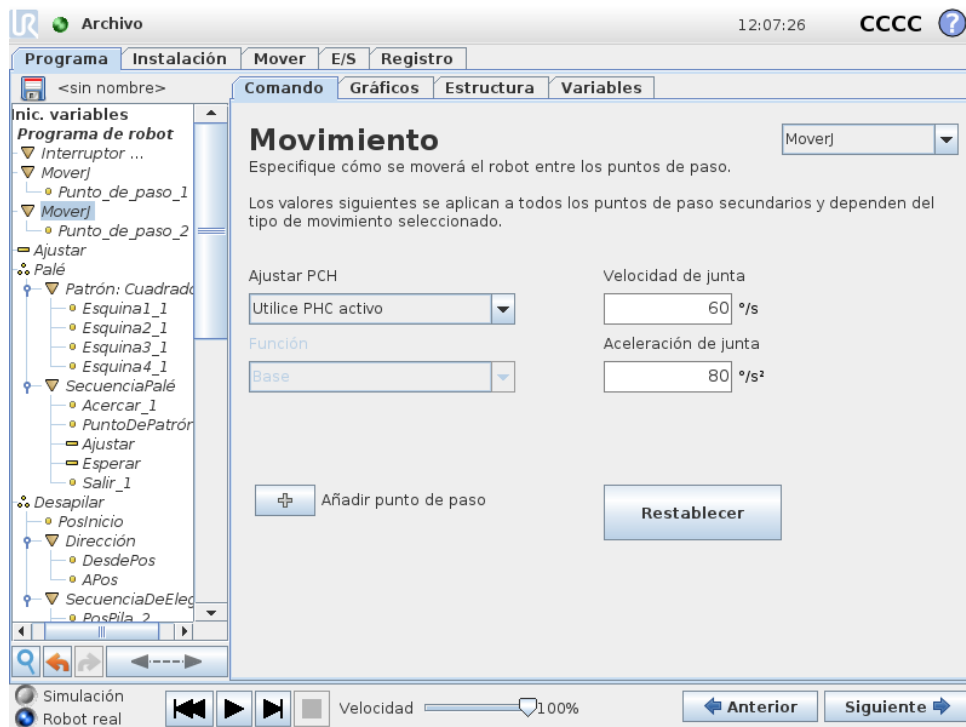 UR Archivo 12:07:26 CCCC ?
Programa Instalación Mover E/S Registro
<sin nombre> Comando Gráficos Estructura Variables
Inic. variables
Programa de robot
Interruptor ...
MoverJ
Punto_de_paso_1
MoverJ
Punto_de_paso_2
Ajustar
Palé
Patrón: Cuadrado
Esquina1_1
Esquina2_1
Esquina3_1
Esquina4_1
SecuenciaPalé
Acercar_1
PuntoDePatrón
Ajustar
Esperar
Salir_1
Desapilar
PosInicio
Dirección
DesdePos
APos
SecuenciaDeEleg
PosPila_2
Movimiento MoverJ
Especifique cómo se moverá el robot entre los puntos de paso.
Los valores siguientes se aplican a todos los puntos de paso secundarios y dependen del
tipo de movimiento seleccionado.
Ajustar PCH Velocidad de junta
Utilice PHC activo 60 °/s
Función Aceleración de junta
Base 80 °/s²
Añadir punto de paso Restablecer
Simulación
Robot real
Velocidad 100% Anterior Siguiente